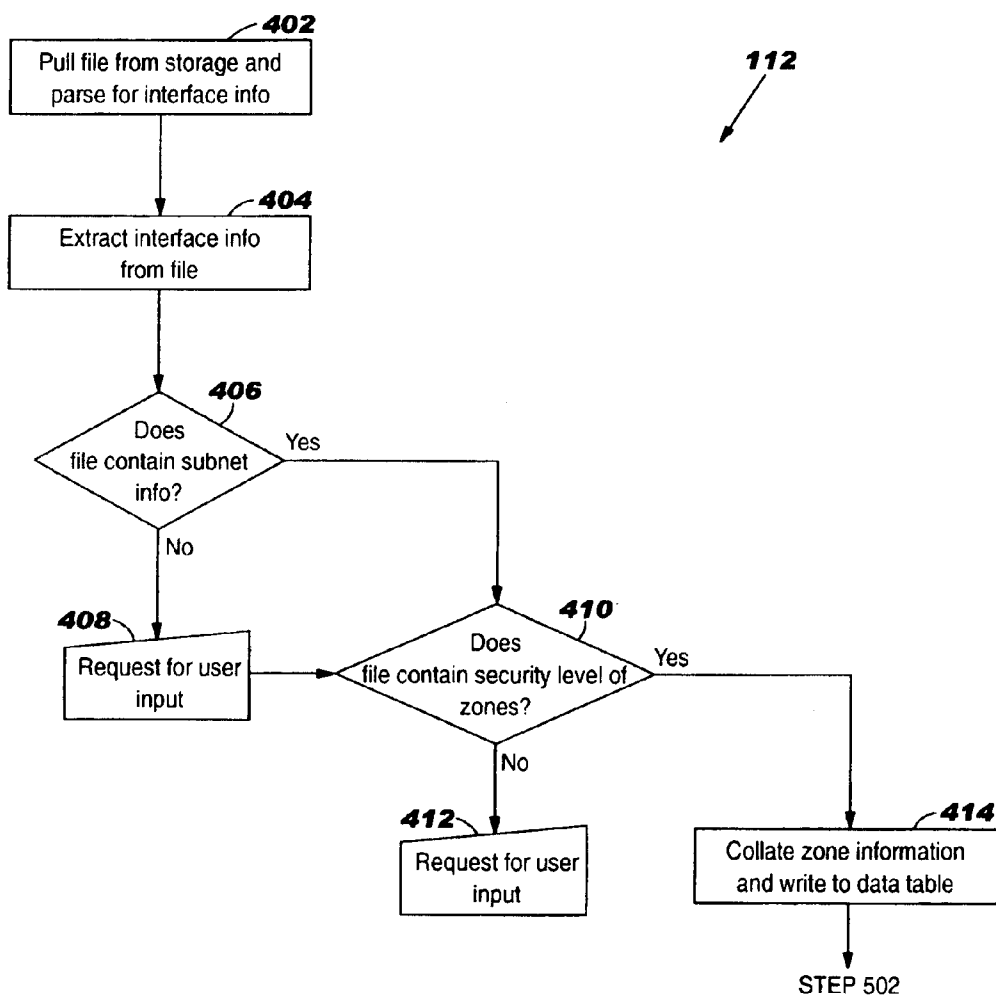 402
Pull file from storage and
parse for interface info
112
404
Extract interface info
from file
406
Does
file contain subnet
info?
Yes
No
408
Request for user
input
410
Does
file contain security level of
zones?
Yes
No
412
Request for user
input
414
Collate zone information
and write to data table
STEP 502